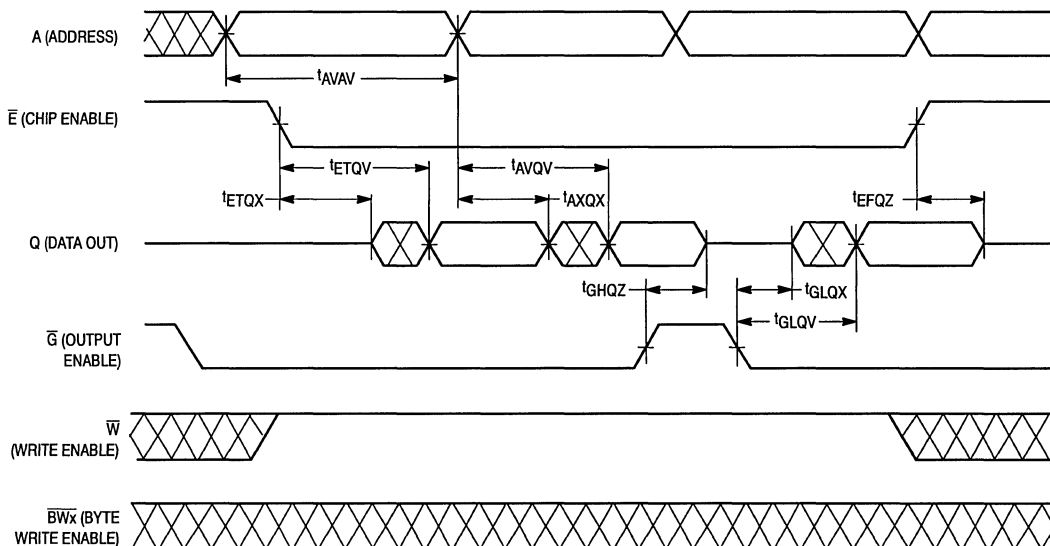 A (ADDRESS)
tAVAV
E̅ (CHIP ENABLE)
tETQV
tAVQV
tETQX
tAXQX
tEFQZ
Q (DATA OUT)
tGHQZ
tGLQX
tGLQV
G̅ (OUTPUT
ENABLE)
W̅
(WRITE ENABLE)
B̅W̅x̅ (BYTE
WRITE ENABLE)